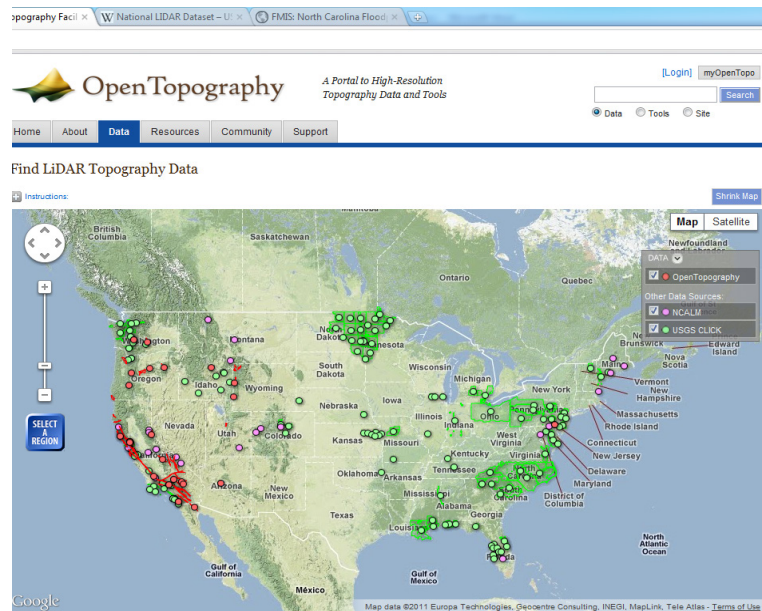 opography Facil ×
National LIDAR Dataset – U ×
FMIS: North Carolina Flood ×
OpenTopography
A Portal to High-Resolution
Topography Data and Tools
[Login] myOpenTopo
Search
Data Tools Site
Home About Data Resources Community Support
Find LiDAR Topography Data
Instructions:
Shrink Map
Map Satellite
British
Columbia
Saskatchewan
Newfoundland
DATA
OpenTopography
Other Data Sources:
NCALM
USGS CLICK
Ontario
Quebec
Brunswick
Edward
Island
Nova
Scotia
Montana
Wisconsin
South
Dakota
Michigan
Maine
Oregon
Idaho
Wyoming
New York
Vermont
New
Hampshire
Iowa
Nebraska
SELECT
A
REGION
Massachusetts
Rhode Island
Illinois
Indiana
Ohio
Nevada
Utah
Colorado
Kansas
Missouri
West
Virginia
Connecticut
New Jersey
Kentucky
Virginia
Delaware
Maryland
Oklahoma
Arkansas
Tennessee
Arizona
New
Mexico
Mississippi
Carolina
District of
Columbia
Alabama
Georgia
Texas
North
Atlantic
Ocean
Gulf of
California
México
Gulf of
Mexico
Google
Map data ©2011 Europa Technologies, Geocentre Consulting, INEGI, MapLink, Tele Atlas - Terms of Use